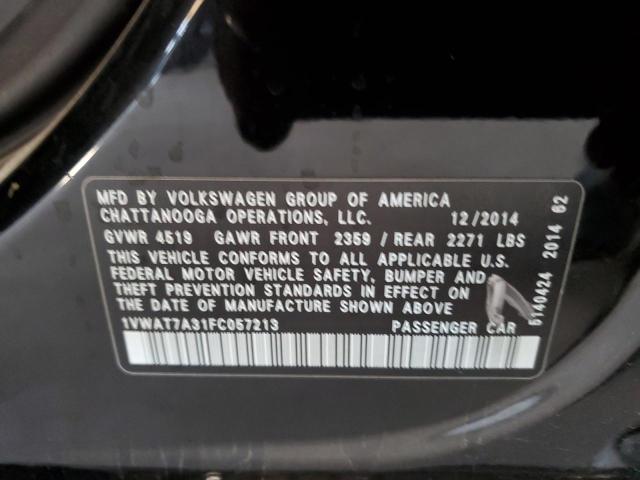 MFD BY VOLKSWAGEN GROUP OF AMERICA
CHATTANOOGA OPERATIONS, LLC. 12/2014
GVWR 4519 GAWR FRONT 2359 / REAR 2271 LBS
THIS VEHICLE CONFORMS TO ALL APPLICABLE U.S.
FEDERAL MOTOR VEHICLE SAFETY, BUMPER AND
THEFT PREVENTION STANDARDS IN EFFECT ON
THE DATE OF MANUFACTURE SHOWN ABOVE
1VWAT7A31FC057213 PASSENGER CAR
6140424 2014 62